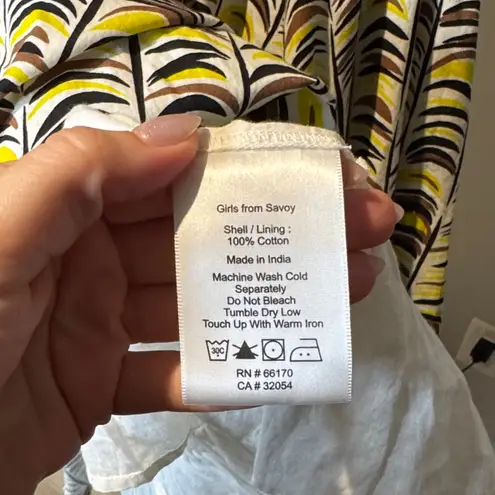 Girls from Savoy
Shell / Lining :
100% Cotton
Made in India
Machine Wash Cold
Separately
Do Not Bleach
Tumble Dry Low
Touch Up With Warm Iron
30C
RN # 66170
CA # 32054